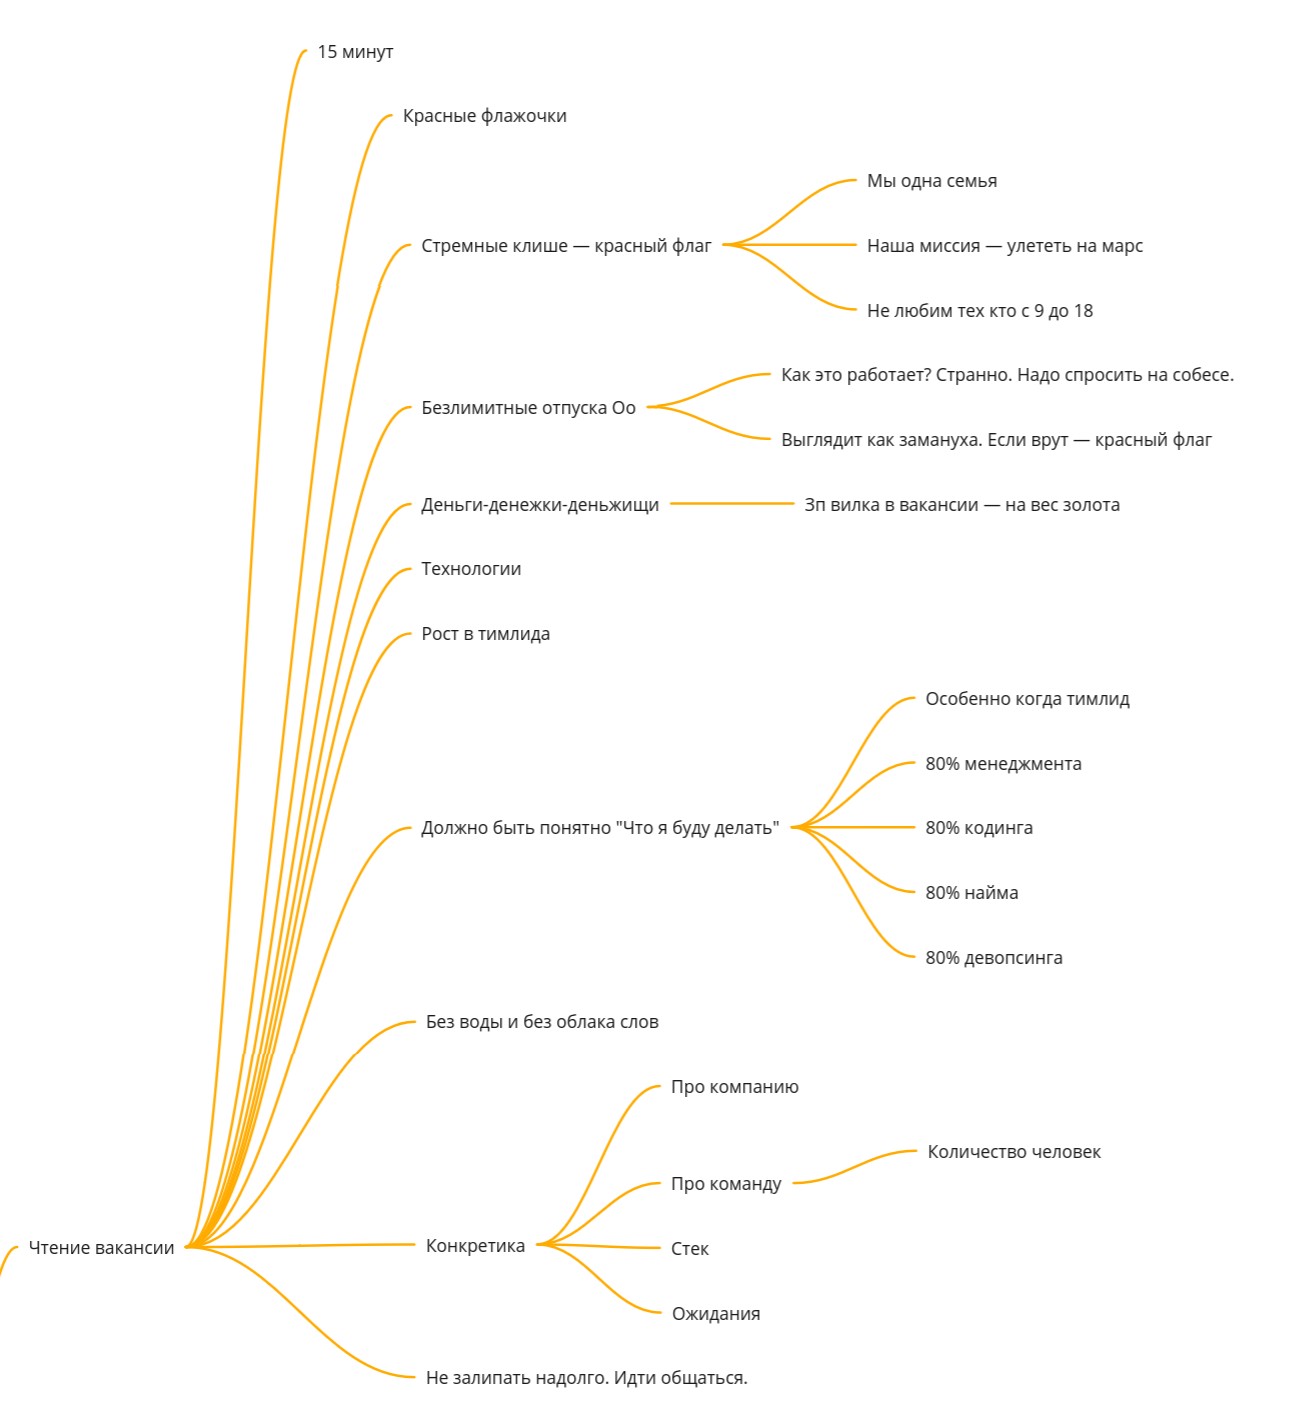 15 минут
Красные флажочки
Мы одна семья
Стремные клише — красный флаг
Наша миссия — улететь на марс
Не любим тех кто с 9 до 18
Как это работает? Странно. Надо спросить на собесе.
Безлимитные отпуска Оо
Выглядит как замануха. Если врут — красный флаг
Деньги-денежки-деньжищи
Зп вилка в вакансии — на вес золота
Технологии
Рост в тимлида
Особенно когда тимлид
80% менеджмента
Должно быть понятно "Что я буду делать"
80% кодинга
80% найма
80% девопсинга
Без воды и без облака слов
Про компанию
Количество человек
Про команду
Чтение вакансии
Конкретика
Стек
Ожидания
Не залипать надолго. Идти общаться.